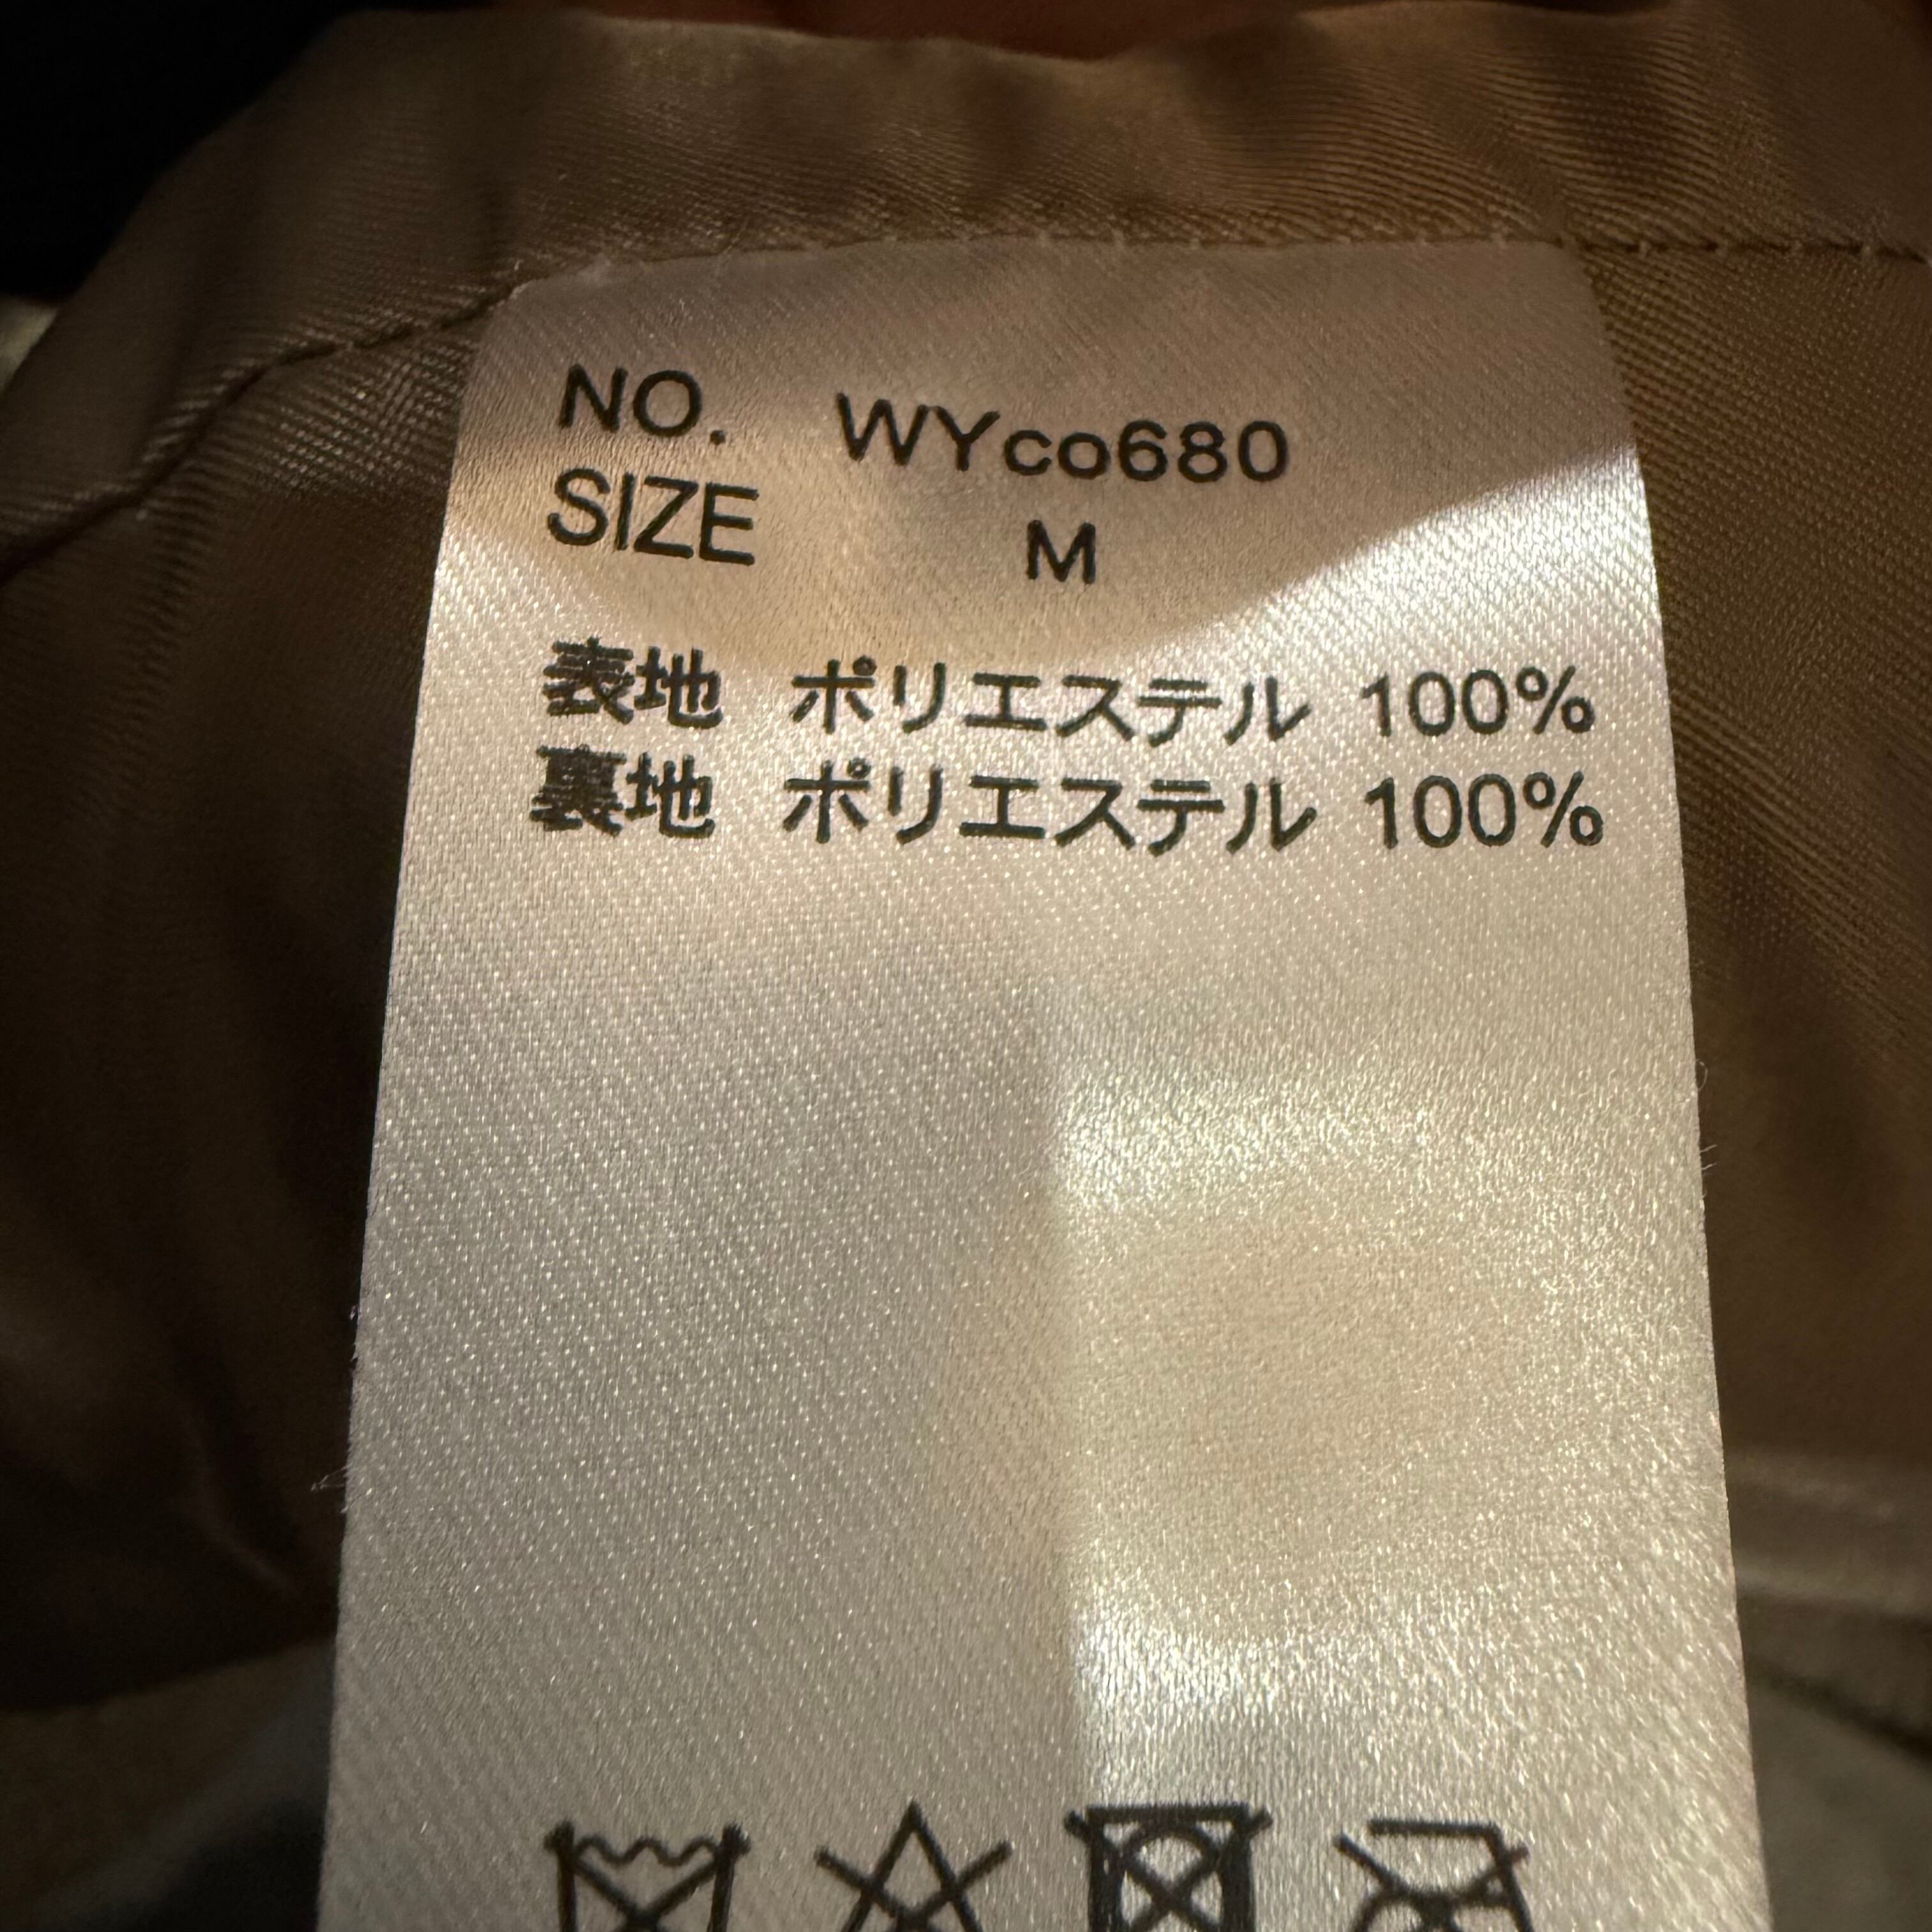 NO. WYco680
SIZE M
表地 ポリエステル 100%
裏地 ポリエステル 100%